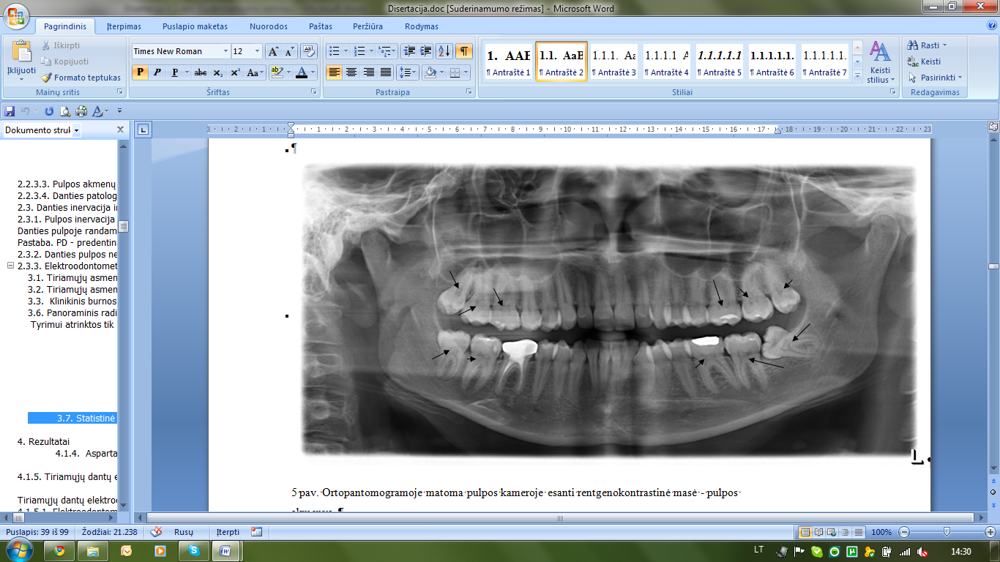 Disertacija.doc [Suderinamumo režimas] - Microsoft Word
Pagrindinis Įterpimas Puslapio maketas Nuorodos Paštas Peržiūra Rodymas
Įklijuoti
Iškirpti
Kopijuoti
Formato teptukas
Mainų sritis
Times New Roman 12
P P P abc x₂ x² Aa
Šriftas
Pastraipa
1. AAE 1.1. AaB 1.1.1. Aa 1.1.1.1 A 1.1.1.1.1 1.1.1.1.1. 1.1.1.1.1.
¶ Antraštė 1 ¶ Antraštė 2 ¶ Antraštė 3 ¶ Antraštė 4 ¶ Antraštė 5 ¶ Antraštė 6 ¶ Antraštė 7
Keisti stilius
Stiliai
Rasti
Keisti
Pasirinkti
Redagavimas
Dokumento struk
3 2 1 1 2 3 4 5 6 7 8 9 10 11 12 13 14 15 16 17 18 19 20 21 22 23
2.2.3.3. Pulpos akmenų
2.2.3.4. Danties patolog
2.3. Danties inervacija ir
2.3.1. Pulpos inervacija
Danties pulpoje randam
Pastaba. PD - predentina
2.3.2. Danties pulpos ne
2.3.3. Elektroodontomet
3.1. Tiriamųjų asmen
3.2. Tiriamųjų asmen
3.3. Klinikinis burnos
3.6. Panoraminis radi
Tyrimui atrinktos tik
3.7. Statistinė
4. Rezultatai
4.1.4. Asparta
4.1.5. Tiriamųjų dantų e
Tiriamųjų dantų elektroo
4.1.5.1. Elektroodontome
L
5 pav. Ortopantomogramoje matoma pulpos kameroje esanti rentgenokontrastinė masė - pulpos
Puslapis: 39 iš 99 Žodžiai: 21.238 Rusų Įterpti 100%
LT 14:30